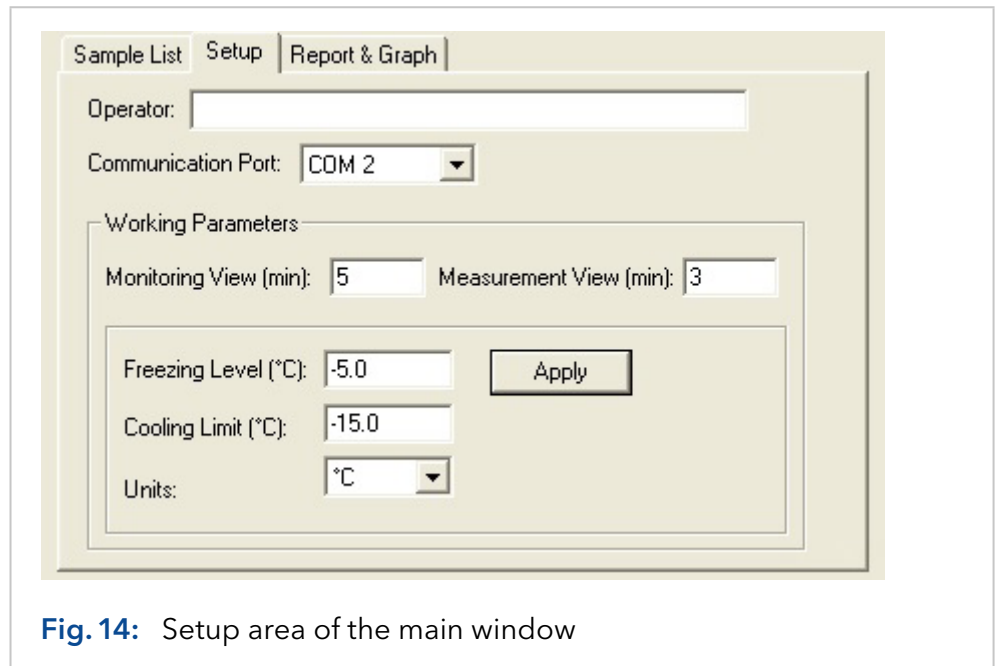 Sample List Setup Report & Graph
Operator:
Communication Port: COM 2
Working Parameters
Monitoring View (min): 5 Measurement View (min): 3
Freezing Level (°C): -5.0 Apply
Cooling Limit (°C): -15.0
Units: °C
Fig. 14: Setup area of the main window